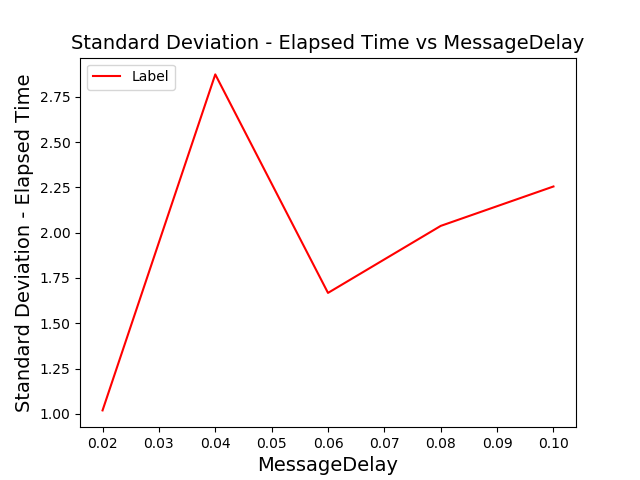 Standard Deviation - Elapsed Time vs MessageDelay
Label
Standard Deviation - Elapsed Time
2.75
2.50
2.25
2.00
1.75
1.50
1.25
1.00
0.02 0.03 0.04 0.05 0.06 0.07 0.08 0.09 0.10
MessageDelay